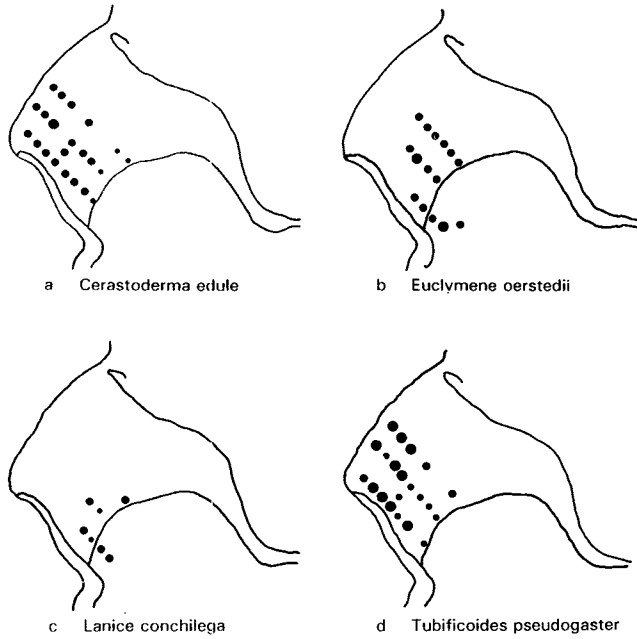 a Cerastoderma edule
b Euclymene oerstedii
c Lanice conchilega
d Tubificoides pseudogaster